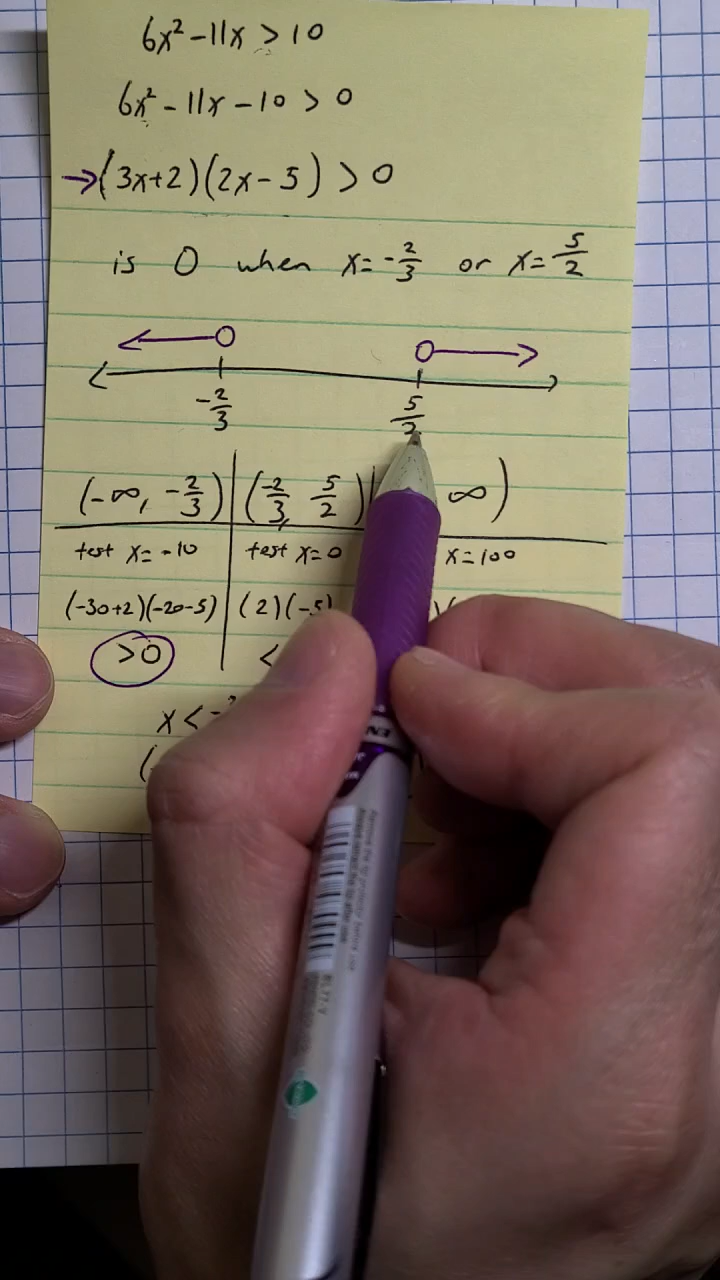 6x² - 11x > 10
6x² - 11x - 10 > 0
→(3x+2)(2x-5) > 0
is 0 when x = -2/3 or x = 5/2
-2/3 5/2
(-∞, -2/3) (-2/3, 5/2) ∞)
test x = -10 test x = 0 x = 100
(-30+2)(-20-5) (2)(-5) )(
>0 <
x < -2
(